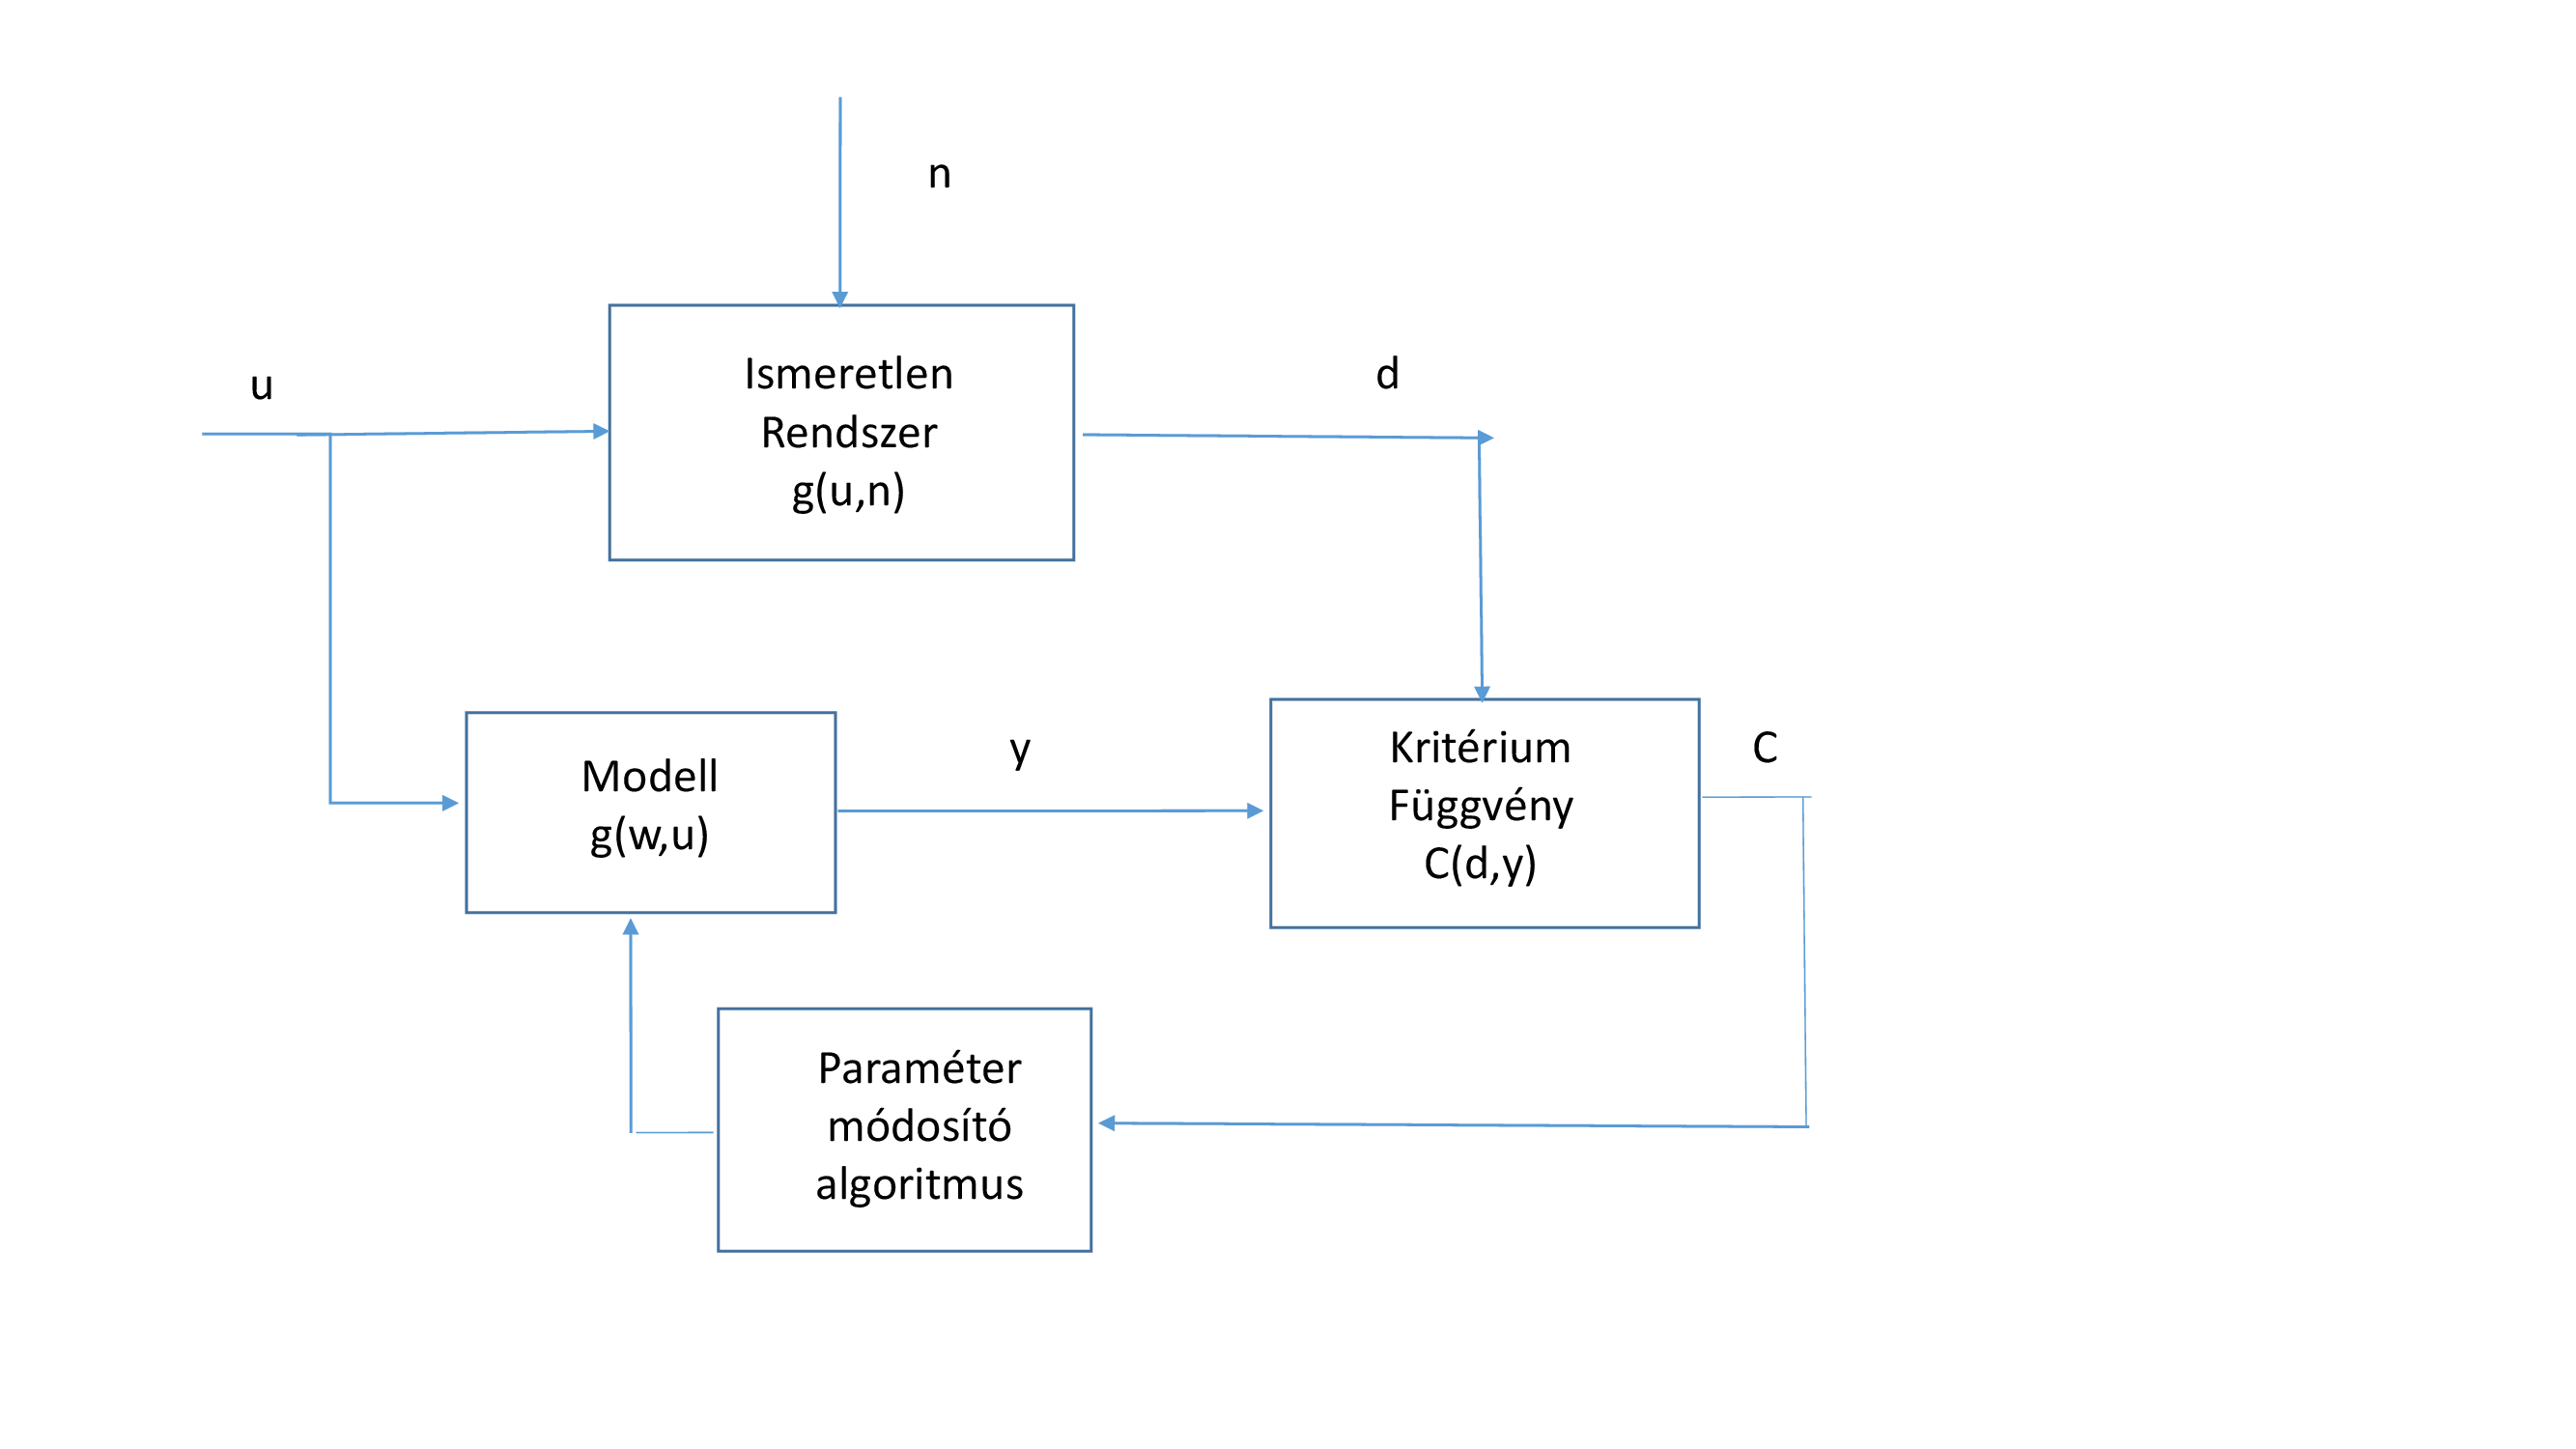 n
u
Ismeretlen
Rendszer
g(u,n)
d
Modell
g(w,u)
y
Kritérium
Függvény
C(d,y)
C
Paraméter
módosító
algoritmus